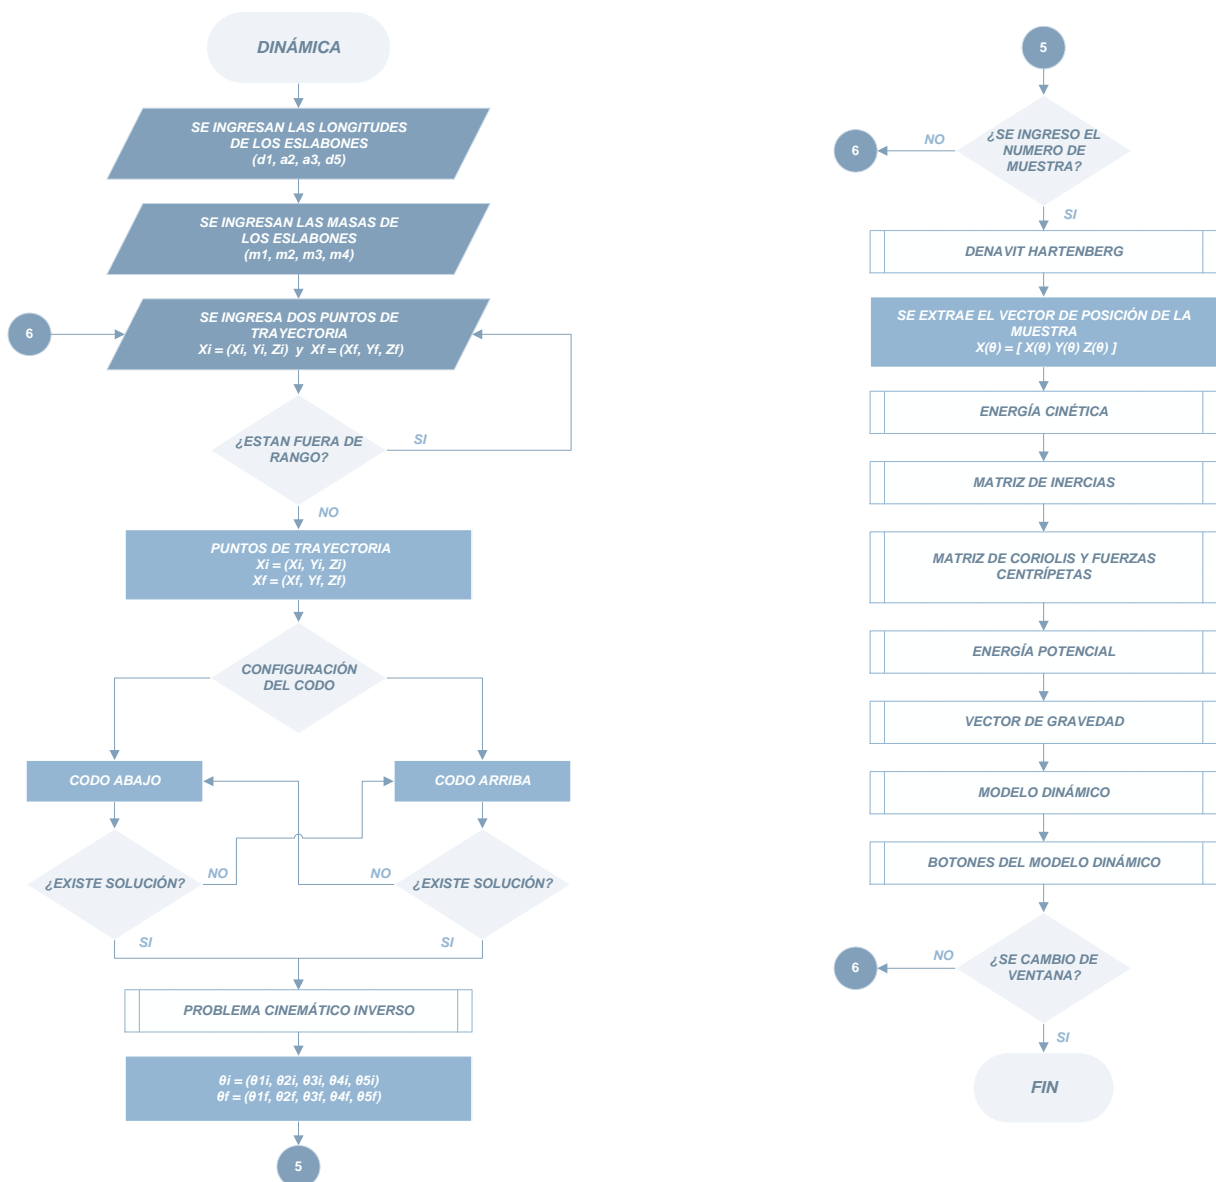 DINÁMICA
SE INGRESAN LAS LONGITUDES
DE LOS ESLABONES
(d1, a2, a3, d5)
SE INGRESAN LAS MASAS DE
LOS ESLABONES
(m1, m2, m3, m4)
6
SE INGRESA DOS PUNTOS DE
TRAYECTORIA
Xi = (Xi, Yi, Zi) y Xf = (Xf, Yf, Zf)
¿ESTAN FUERA DE
RANGO?
SI
NO
PUNTOS DE TRAYECTORIA
Xi = (Xi, Yi, Zi)
Xf = (Xf, Yf, Zf)
CONFIGURACIÓN
DEL CODO
CODO ABAJO
CODO ARRIBA
¿EXISTE SOLUCIÓN?
NO
NO
¿EXISTE SOLUCIÓN?
SI
SI
PROBLEMA CINEMÁTICO INVERSO
θi = (θ1i, θ2i, θ3i, θ4i, θ5i)
θf = (θ1f, θ2f, θ3f, θ4f, θ5f)
5
5
¿SE INGRESO EL
NUMERO DE
MUESTRA?
NO
6
SI
DENAVIT HARTENBERG
SE EXTRAE EL VECTOR DE POSICIÓN DE LA
MUESTRA
X(θ) = [ X(θ) Y(θ) Z(θ) ]
ENERGÍA CINÉTICA
MATRIZ DE INERCIAS
MATRIZ DE CORIOLIS Y FUERZAS
CENTRÍPETAS
ENERGÍA POTENCIAL
VECTOR DE GRAVEDAD
MODELO DINÁMICO
BOTONES DEL MODELO DINÁMICO
¿SE CAMBIO DE
VENTANA?
NO
6
SI
FIN